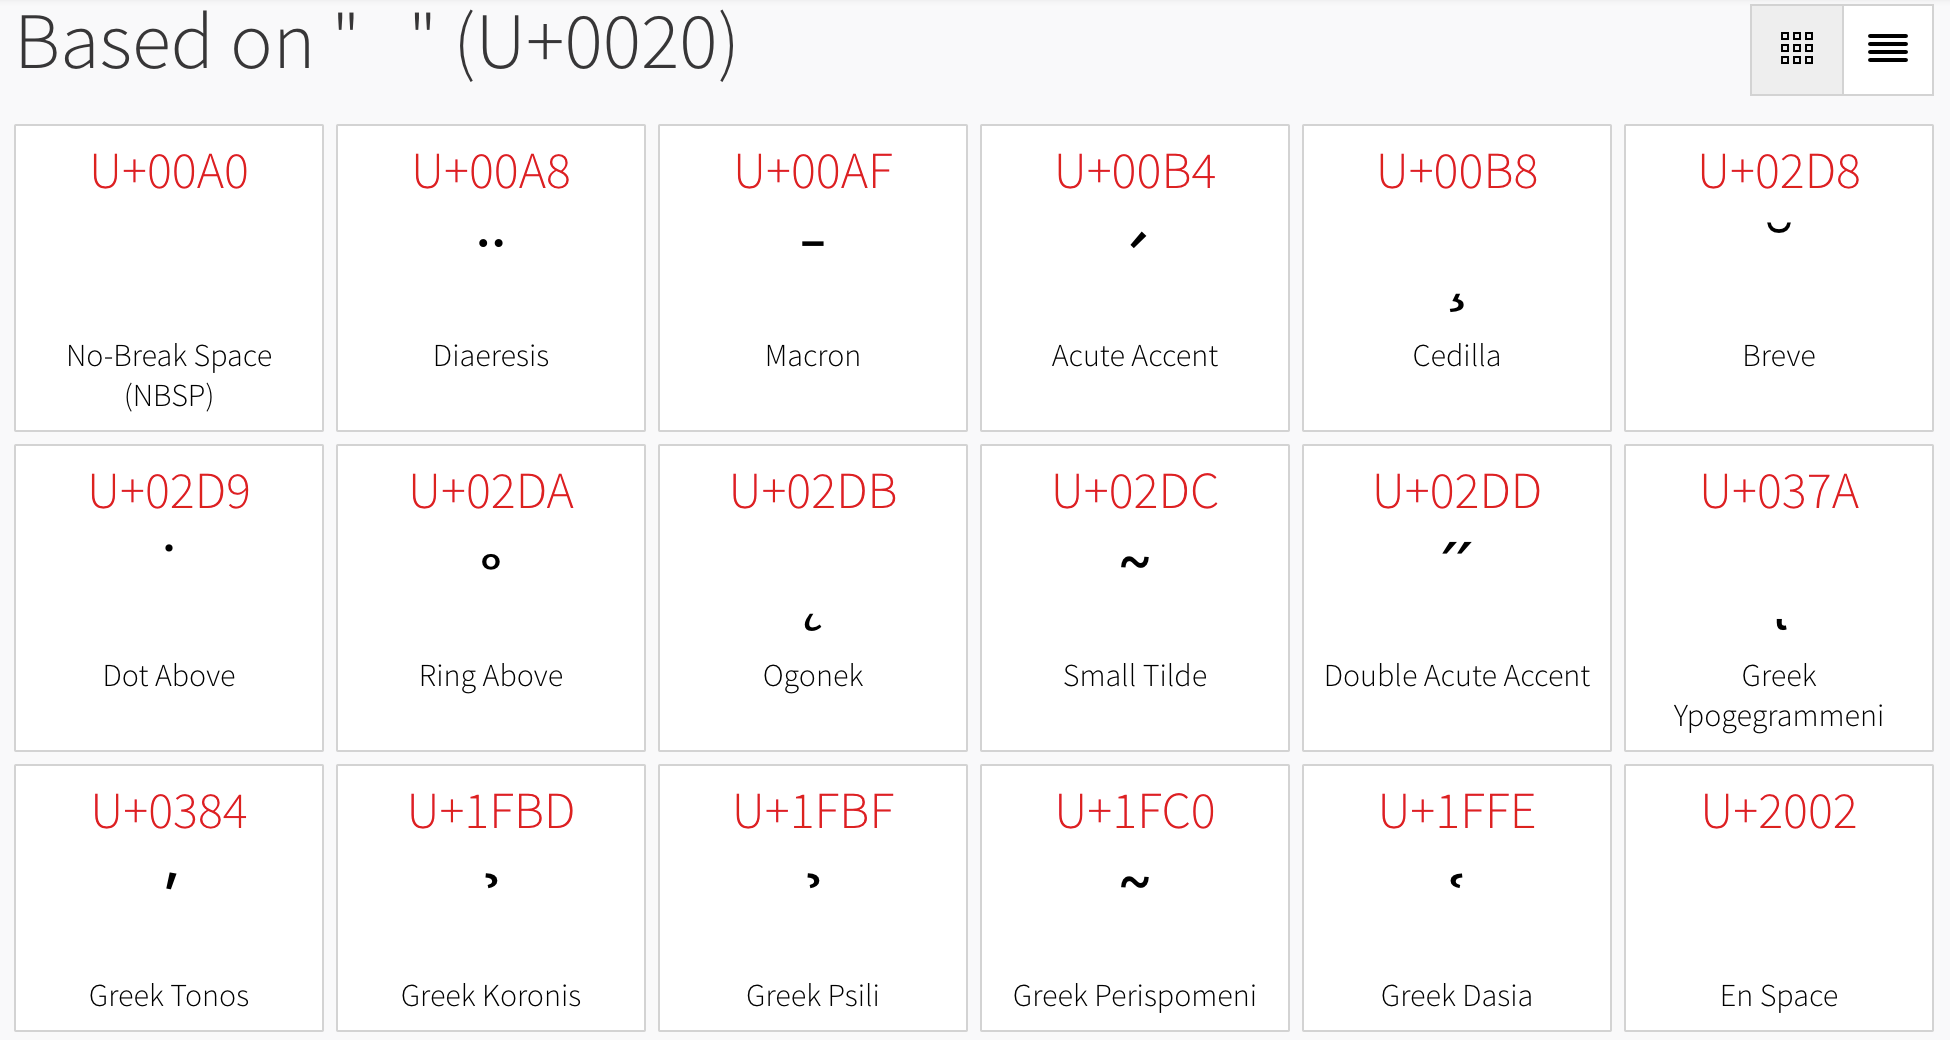 Based on " " (U+0020)
U+00A0 U+00A8 U+00AF U+00B4 U+00B8 U+02D8
¨ ¯ ´ ¸ ˘
No-Break Space Diaeresis Macron Acute Accent Cedilla Breve
(NBSP)
U+02D9 U+02DA U+02DB U+02DC U+02DD U+037A
˙ ˚ ˛ ˜ ˝ ͺ
Dot Above Ring Above Ogonek Small Tilde Double Acute Accent Greek
Ypogegrammeni
U+0384 U+1FBD U+1FBF U+1FC0 U+1FFE U+2002
΄ ᾽ ᾿ ῀ ῾
Greek Tonos Greek Koronis Greek Psili Greek Perispomeni Greek Dasia En Space